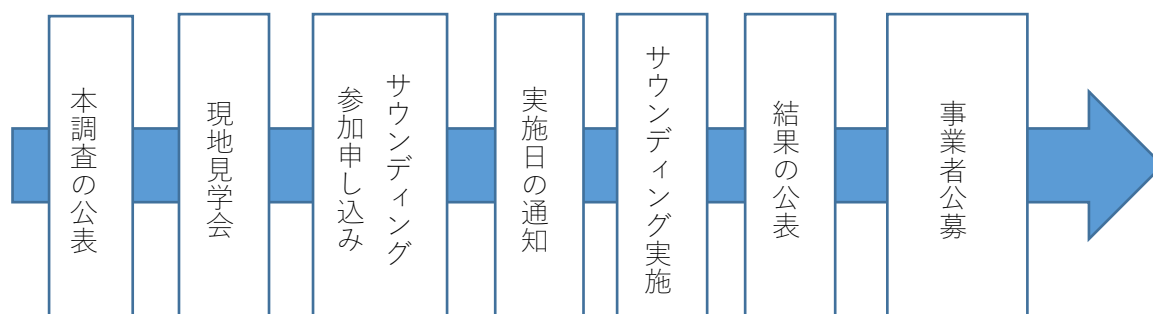 本調査の公表
現地見学会
サウンディング
参加申し込み
実施日の通知
サウンディング実施
結果の公表
事業者公募